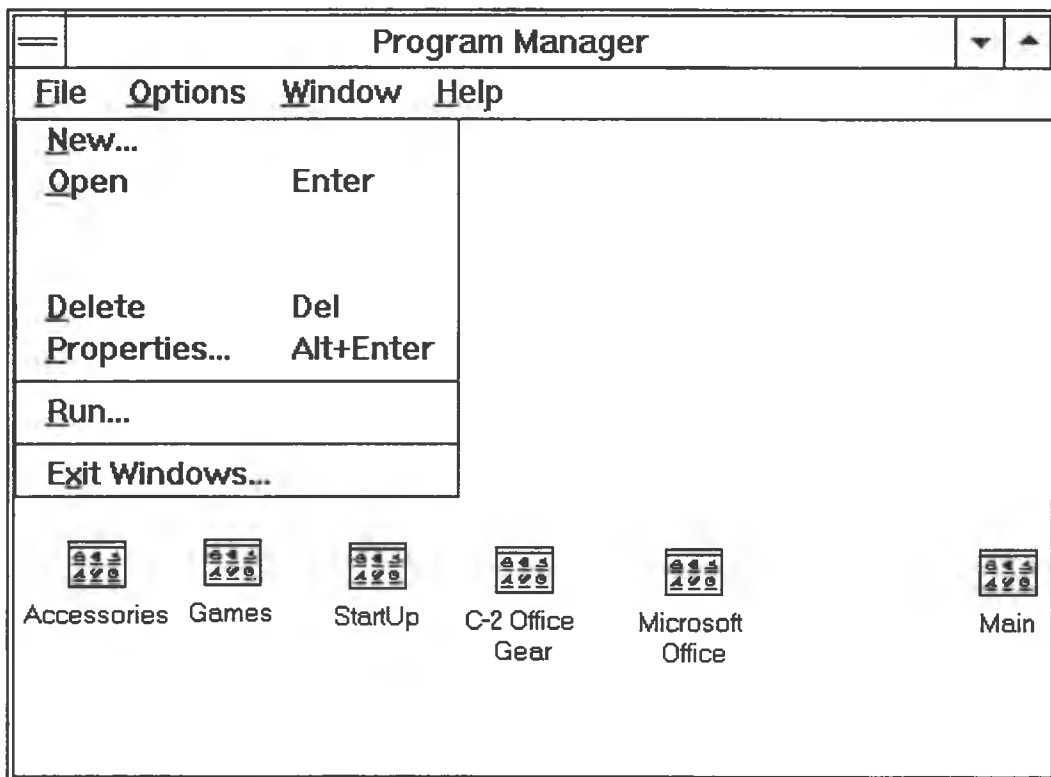 Program Manager
File Options Window Help
New...
Open Enter
Delete Del
Properties... Alt+Enter
Run...
Exit Windows...
Accessories Games StartUp C-2 Office Gear Microsoft Office Main